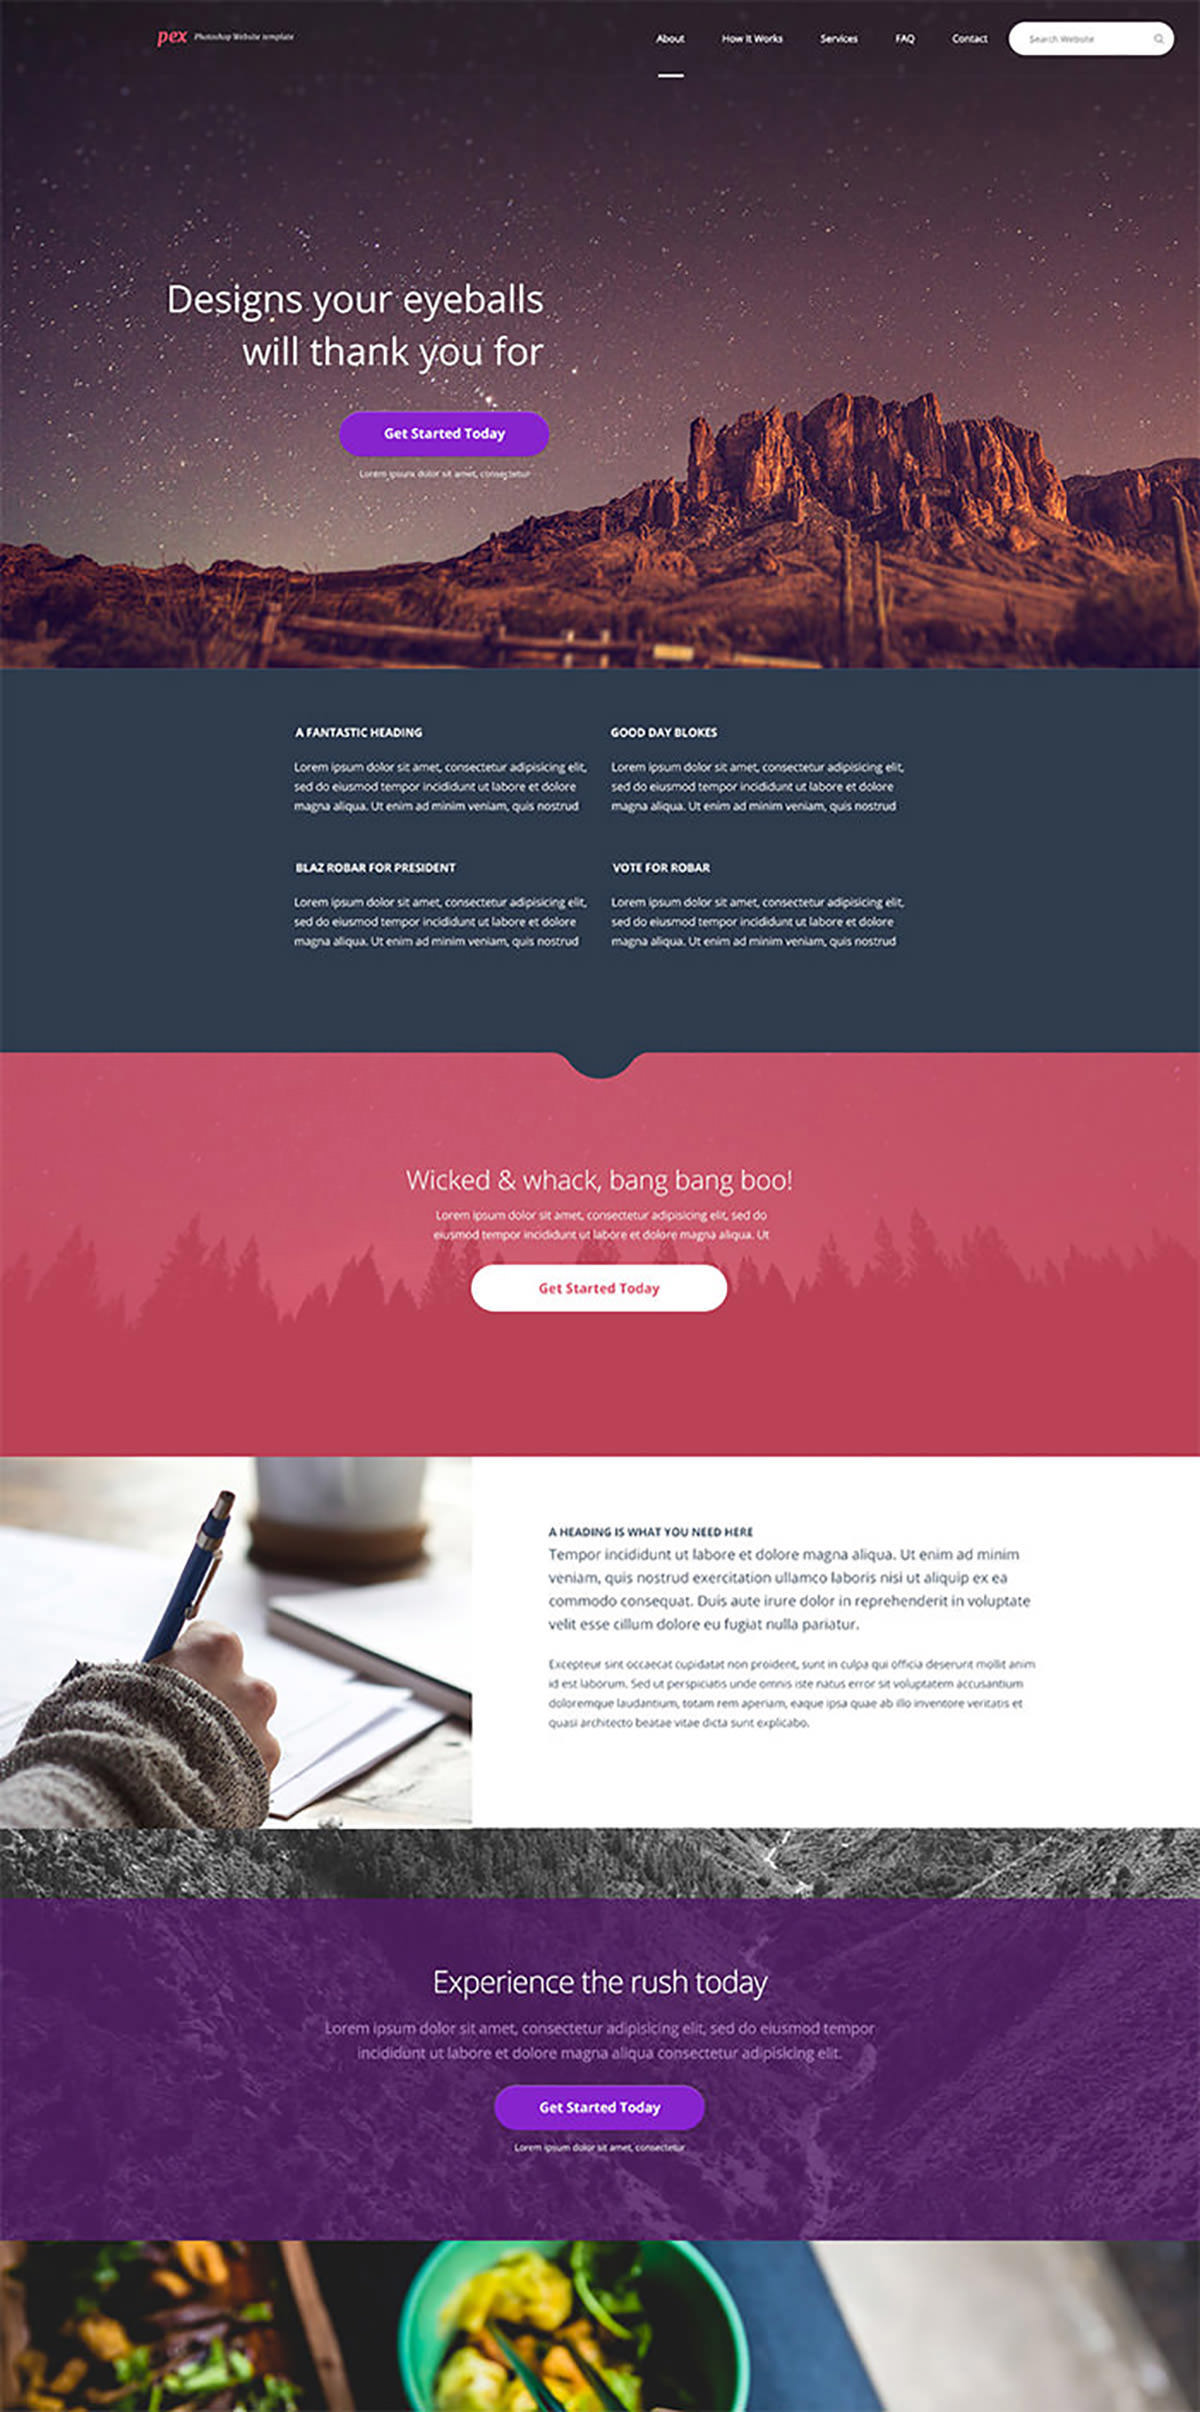 pex Photoshop Website template
About How It Works Services FAQ Contact Search Website
Designs your eyeballs
will thank you for
Get Started Today
Lorem ipsum dolor sit amet, consectetur
A FANTASTIC HEADING
Lorem ipsum dolor sit amet, consectetur adipisicing elit,
sed do eiusmod tempor incididunt ut labore et dolore
magna aliqua. Ut enim ad minim veniam, quis nostrud
GOOD DAY BLOKES
Lorem ipsum dolor sit amet, consectetur adipisicing elit,
sed do eiusmod tempor incididunt ut labore et dolore
magna aliqua. Ut enim ad minim veniam, quis nostrud
BLAZ ROBAR FOR PRESIDENT
Lorem ipsum dolor sit amet, consectetur adipisicing elit,
sed do eiusmod tempor incididunt ut labore et dolore
magna aliqua. Ut enim ad minim veniam, quis nostrud
VOTE FOR ROBAR
Lorem ipsum dolor sit amet, consectetur adipisicing elit,
sed do eiusmod tempor incididunt ut labore et dolore
magna aliqua. Ut enim ad minim veniam, quis nostrud
Wicked & whack, bang bang boo!
Lorem ipsum dolor sit amet, consectetur adipisicing elit, sed do
eiusmod tempor incididunt ut labore et dolore magna aliqua. Ut
Get Started Today
A HEADING IS WHAT YOU NEED HERE
Tempor incididunt ut labore et dolore magna aliqua. Ut enim ad minim
veniam, quis nostrud exercitation ullamco laboris nisi ut aliquip ex ea
commodo consequat. Duis aute irure dolor in reprehenderit in voluptate
velit esse cillum dolore eu fugiat nulla pariatur.
Excepteur sint occaecat cupidatat non proident, sunt in culpa qui officia deserunt mollit anim
id est laborum. Sed ut perspiciatis unde omnis iste natus error sit voluptatem accusantium
doloremque laudantium, totam rem aperiam, eaque ipsa quae ab illo inventore veritatis et
quasi architecto beatae vitae dicta sunt explicabo.
Experience the rush today
Lorem ipsum dolor sit amet, consectetur adipisicing elit, sed do eiusmod tempor
incididunt ut labore et dolore magna aliqua consectetur adipisicing elit.
Get Started Today
Lorem ipsum dolor sit amet, consectetur